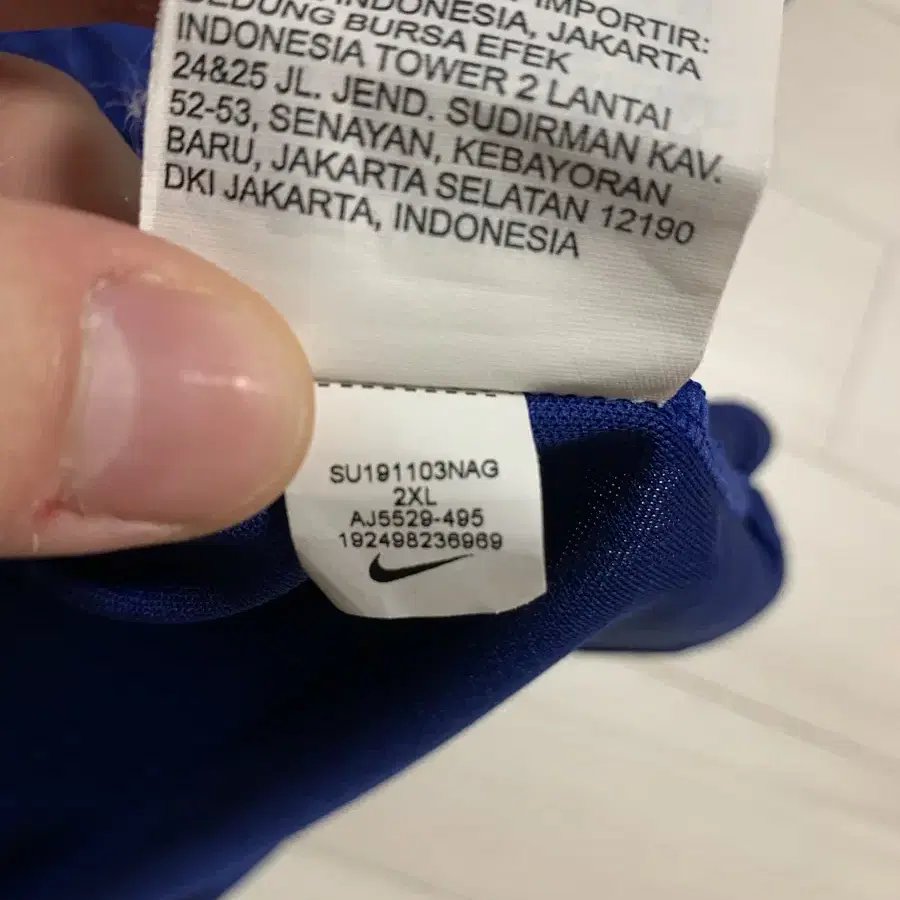 IMPORTIR:
INDONESIA, JAKARTA
GEDUNG BURSA EFEK
INDONESIA TOWER 2 LANTAI
24&25 JL. JEND. SUDIRMAN KAV.
52-53, SENAYAN, KEBAYORAN
BARU, JAKARTA SELATAN 12190
DKI JAKARTA, INDONESIA
SU191103NAG
2XL
AJ5529-495
192498236969